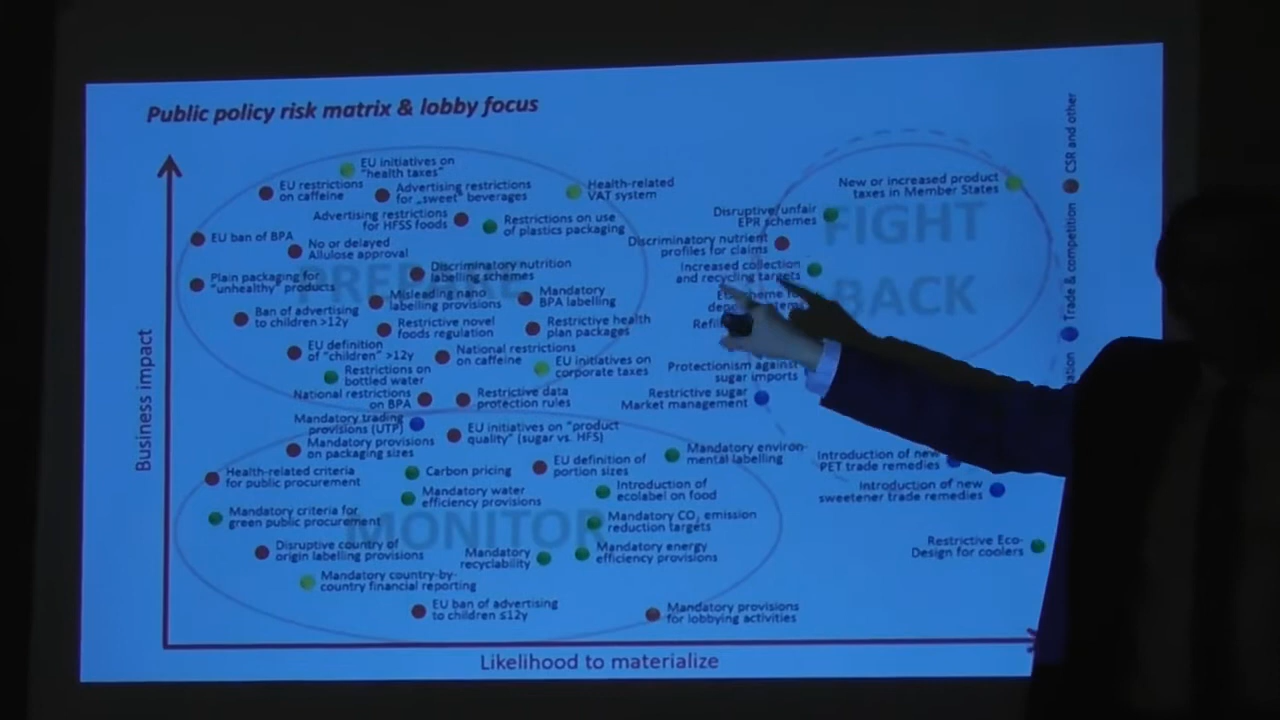 Public policy risk matrix & lobby focus
EU initiatives on
"health taxes"
EU restrictions
on caffeine
Advertising restrictions
for „sweet" beverages
Health-related
VAT system
New or increased product
taxes in Member States
Advertising restrictions
for HFSS foods
Restrictions on use
of plastics packaging
Disruptive/unfair
EPR schemes
FIGHT
BACK
EU ban of BPA
No or delayed
Allulose approval
Discriminatory nutrient
profiles for claims
Plain packaging for
"unhealthy" products
PREPARE
Discriminatory nutrition
labelling schemes
Increased collection
and recycling targets
Misleading nano
labelling provisions
Mandatory
BPA labelling
Ban of advertising
to children >12y
Restrictive novel
foods regulation
Restrictive health
plan packages
EU definition
of "children" >12y
National restrictions
on caffeine
EU initiatives on
corporate taxes
Protectionism against
sugar imports
Restrictions on
bottled water
National restrictions
on BPA
Restrictive data
protection rules
Restrictive sugar
Market management
Mandatory trading
provisions (UTP)
EU initiatives on "product
quality" (sugar vs. HFS)
Mandatory provisions
on packaging sizes
Mandatory environ-
mental labelling
Introduction of new
PET trade remedies
Health-related criteria
for public procurement
Carbon pricing
EU definition of
portion sizes
Mandatory water
efficiency provisions
Introduction of
ecolabel on food
Introduction of new
sweetener trade remedies
Mandatory criteria for
green public procurement
MONITOR
Mandatory CO₂ emission
reduction targets
Disruptive country of
origin labelling provisions
Mandatory
recyclability
Mandatory energy
efficiency provisions
Restrictive Eco-
Design for coolers
Mandatory country-by-
country financial reporting
EU ban of advertising
to children ≤12y
Mandatory provisions
for lobbying activities
Business impact
Likelihood to materialize
Trade & competition
CSR and other